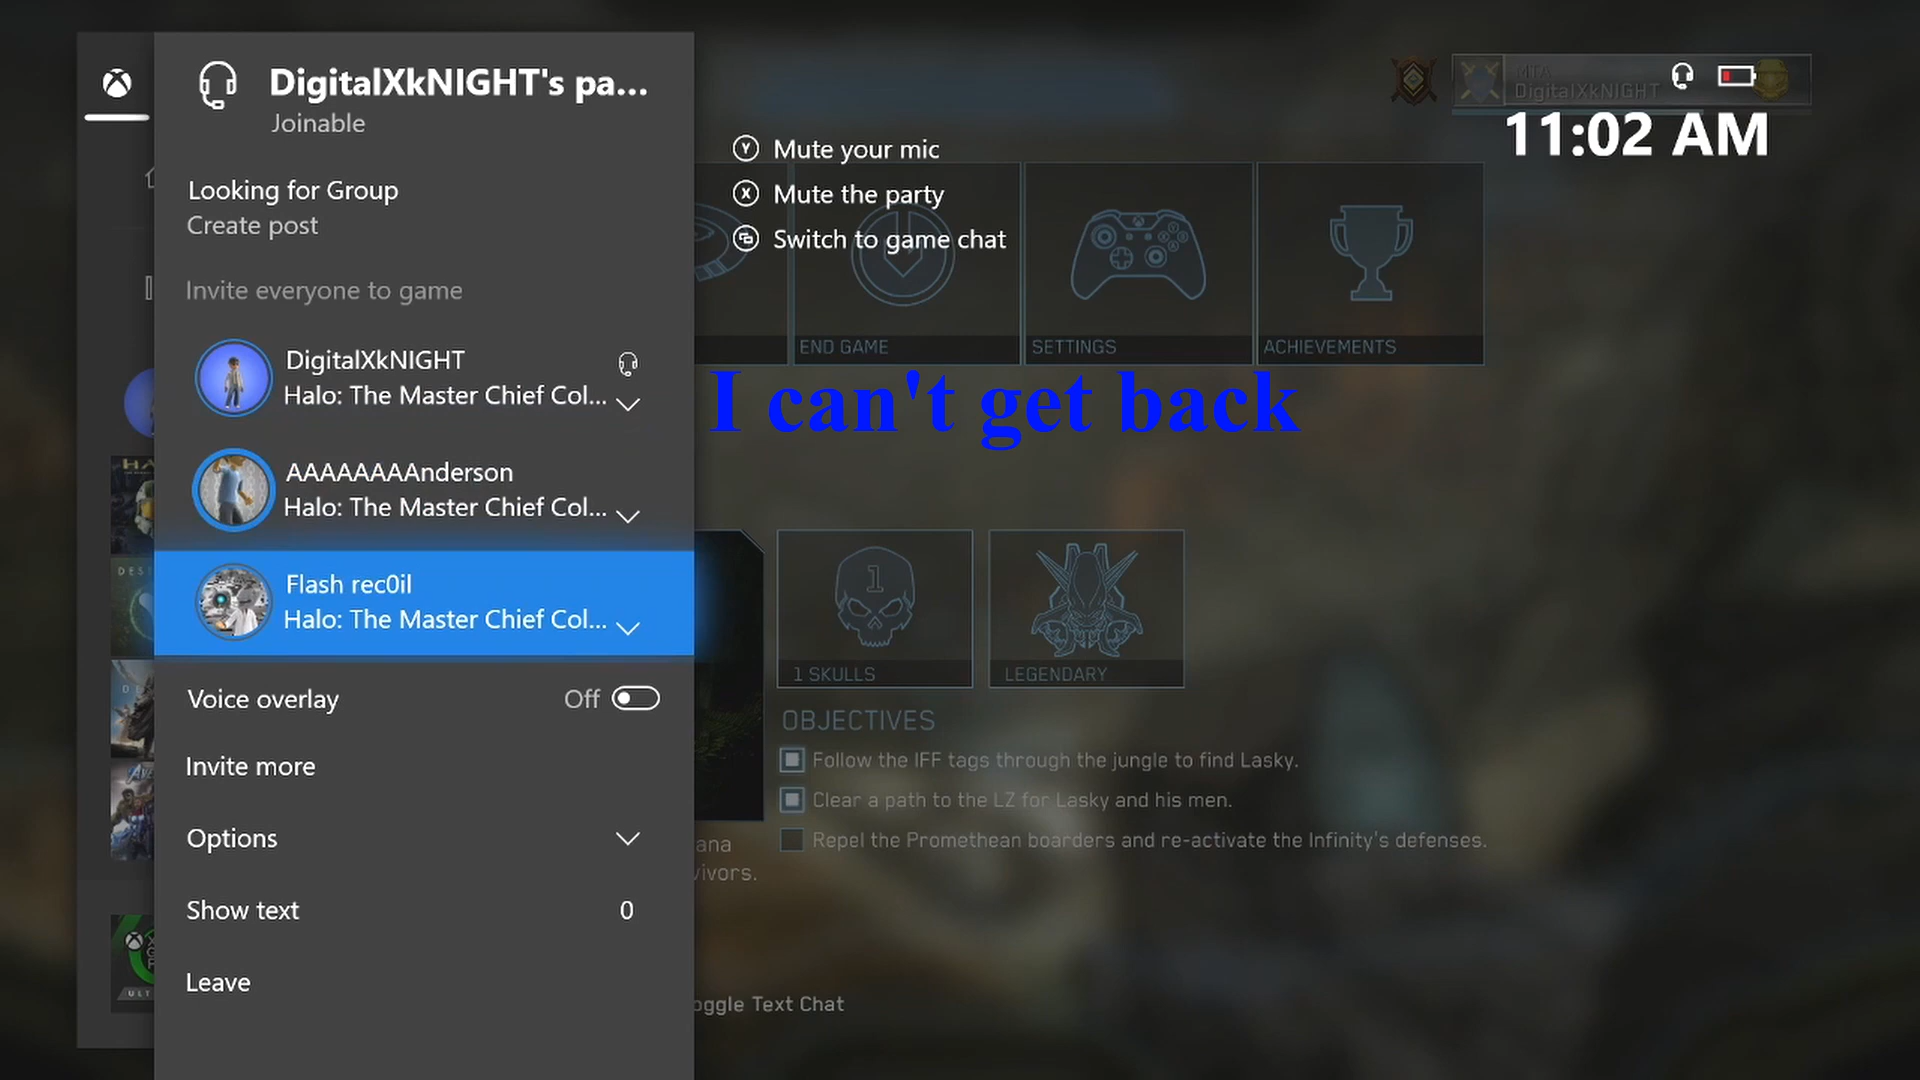 DigitalXkNIGHT's pa...
Joinable
Looking for Group
Create post
Invite everyone to game
DigitalXkNIGHT
Halo: The Master Chief Col...
AAAAAAAAnderson
Halo: The Master Chief Col...
Flash rec0il
Halo: The Master Chief Col...
Voice overlay
Off
Invite more
Options
Show text
0
Leave
Mute your mic
Mute the party
Switch to game chat
MTA
DigitalXkNIGHT
11:02 AM
END GAME
SETTINGS
ACHIEVEMENTS
I can't get back
1
1 SKULLS
LEGENDARY
OBJECTIVES
Follow the IFF tags through the jungle to find Lasky.
Clear a path to the LZ for Lasky and his men.
Repel the Promethean boarders and re-activate the Infinity's defenses.
ana
vivors.
oggle Text Chat